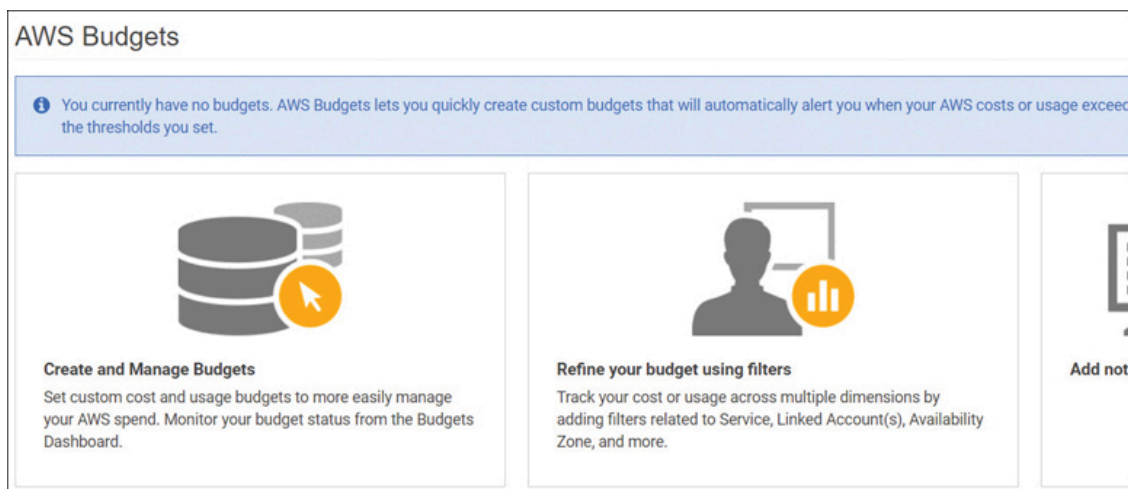 AWS Budgets
You currently have no budgets. AWS Budgets lets you quickly create custom budgets that will automatically alert you when your AWS costs or usage exceed
the thresholds you set.
Create and Manage Budgets
Set custom cost and usage budgets to more easily manage
your AWS spend. Monitor your budget status from the Budgets
Dashboard.
Refine your budget using filters
Track your cost or usage across multiple dimensions by
adding filters related to Service, Linked Account(s), Availability
Zone, and more.
Add not